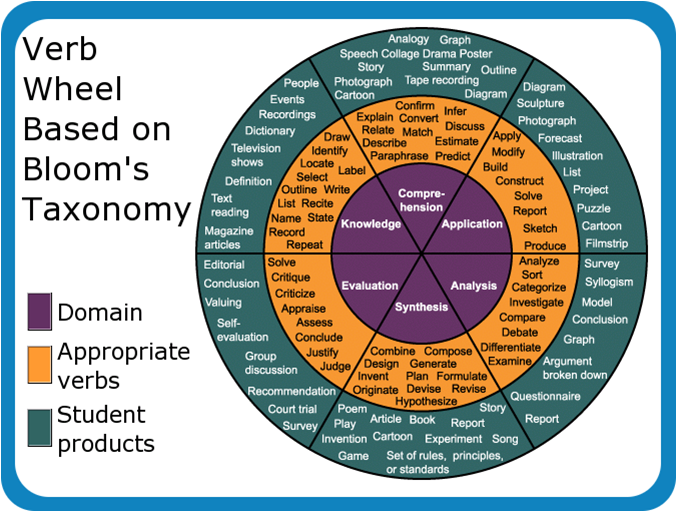 Verb
Wheel
Based on
Bloom's
Taxonomy
Domain
Appropriate
verbs
Student
products
Compre-
hension
Application
Analysis
Synthesis
Evaluation
Knowledge
Confirm
Explain Convert Infer
Relate Match Discuss
Describe Estimate
Paraphrase Predict
Apply
Modify
Build
Construct
Solve
Report
Sketch
Produce
Analyze
Sort
Categorize
Investigate
Compare
Debate
Differentiate
Examine
Combine Compose
Design Generate
Invent Plan Formulate
Originate Devise Revise
Hypothesize
Solve
Critique
Criticize
Appraise
Assess
Conclude
Justify
Judge
Draw
Identify
Locate Label
Select
Outline Write
List Recite
Name State
Record
Repeat
Analogy Graph
Speech Collage Drama Poster
Story Summary Outline
Photograph Tape recording
Cartoon Diagram
Diagram
Sculpture
Photograph
Forecast
Illustration
List
Project
Puzzle
Cartoon
Filmstrip
Survey
Syllogism
Model
Conclusion
Graph
Argument
broken down
Questionnaire
Report
Poem Story
Play Article Book Report
Invention Cartoon Experiment Song
Game Set of rules, principles,
or standards
Editorial
Conclusion
Valuing
Self-
evaluation
Group
discussion
Recommendation
Court trial
Survey
People
Events
Recordings
Dictionary
Television
shows
Definition
Text
reading
Magazine
articles